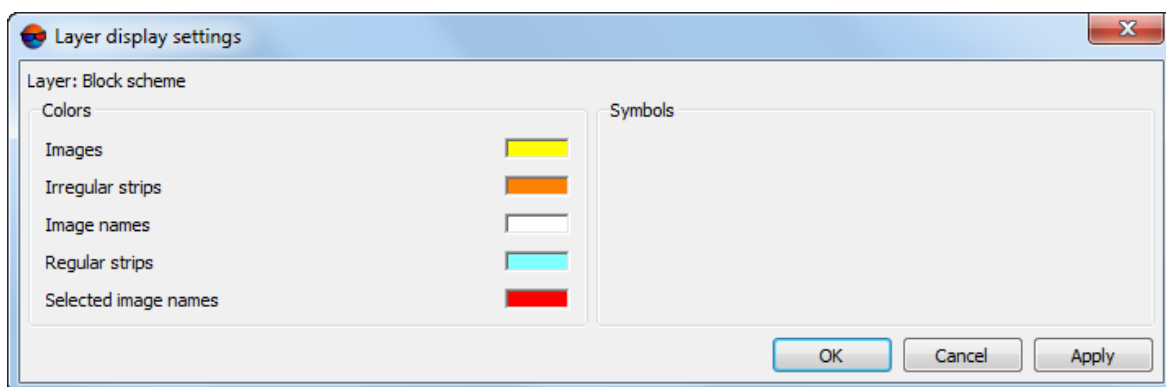 Layer display settings
Layer: Block scheme
Colors
Images
Irregular strips
Image names
Regular strips
Selected image names
Symbols
OK Cancel Apply